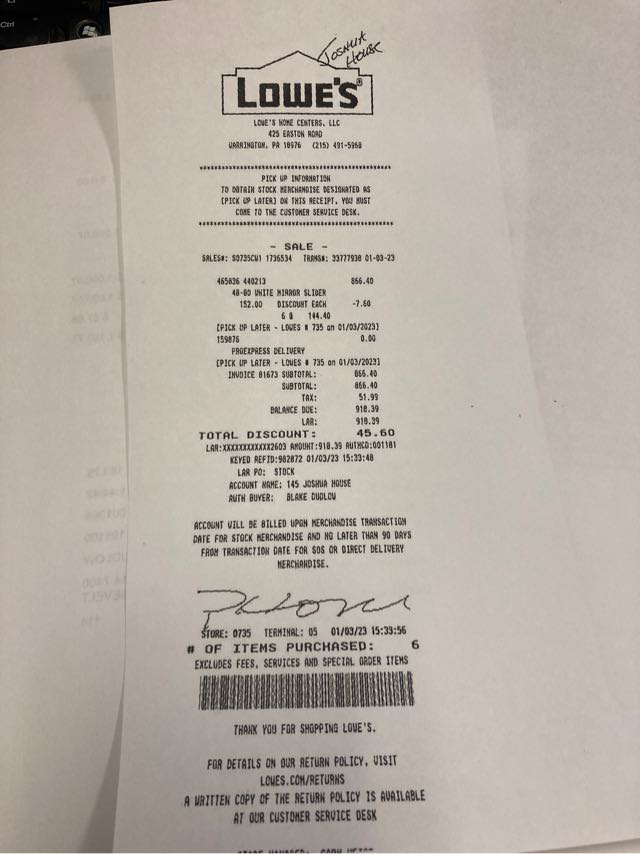 Ctrl
JOSHUA
HOUSE
LOWE'S®
LOWE'S HOME CENTERS, LLC
425 EASTON ROAD
WARRINGTON, PA 18976 (215) 491-5968
PICK UP INFORMATION
TO OBTAIN STOCK MERCHANDISE DESIGNATED AS
[PICK UP LATER] ON THIS RECEIPT, YOU MUST
COME TO THE CUSTOMER SERVICE DESK.
- SALE -
SALES#: S0735CW1 1736534 TRANS#: 33777938 01-03-23
465836 440213 866.40
48-80 WHITE MIRROR SLIDER
152.00 DISCOUNT EACH -7.60
6 @ 144.40
[PICK UP LATER - LOWES # 735 on 01/03/2023]
159876 0.00
PROEXPRESS DELIVERY
[PICK UP LATER - LOWES # 735 on 01/03/2023]
INVOICE 81673 SUBTOTAL: 866.40
SUBTOTAL: 866.40
TAX: 51.99
BALANCE DUE: 918.39
LAR: 918.39
TOTAL DISCOUNT: 45.60
LAR:XXXXXXXXXXXX2603 AMOUNT:918.39 AUTHCD:001181
KEYED REFID:982872 01/03/23 15:33:48
LAR PO: STOCK
ACCOUNT NAME: 145 JOSHUA HOUSE
AUTH BUYER: BLAKE DUDLOW
ACCOUNT WILL BE BILLED UPON MERCHANDISE TRANSACTION
DATE FOR STOCK MERCHANDISE AND NO LATER THAN 90 DAYS
FROM TRANSACTION DATE FOR SOS OR DIRECT DELIVERY
MERCHANDISE.
STORE: 0735 TERMINAL: 05 01/03/23 15:39:56
# OF ITEMS PURCHASED: 6
EXCLUDES FEES, SERVICES AND SPECIAL ORDER ITEMS
THANK YOU FOR SHOPPING LOWE'S.
FOR DETAILS ON OUR RETURN POLICY, VISIT
LOWES.COM/RETURNS
A WRITTEN COPY OF THE RETURN POLICY IS AVAILABLE
AT OUR CUSTOMER SERVICE DESK